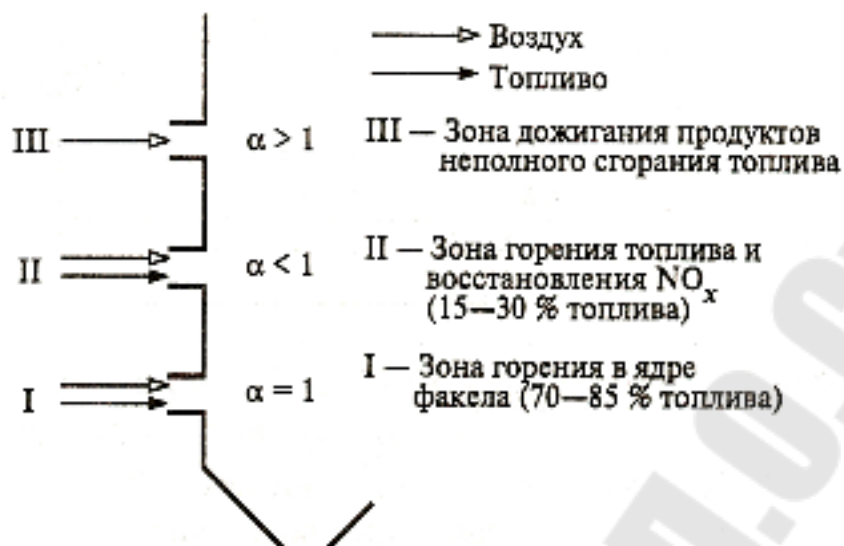 Воздух
Топливо
III α > 1 III — Зона дожигания продуктов
неполного сгорания топлива
II α < 1 II — Зона горения топлива и
восстановления NOx
(15—30 % топлива)
I α = 1 I — Зона горения в ядре
факела (70—85 % топлива)